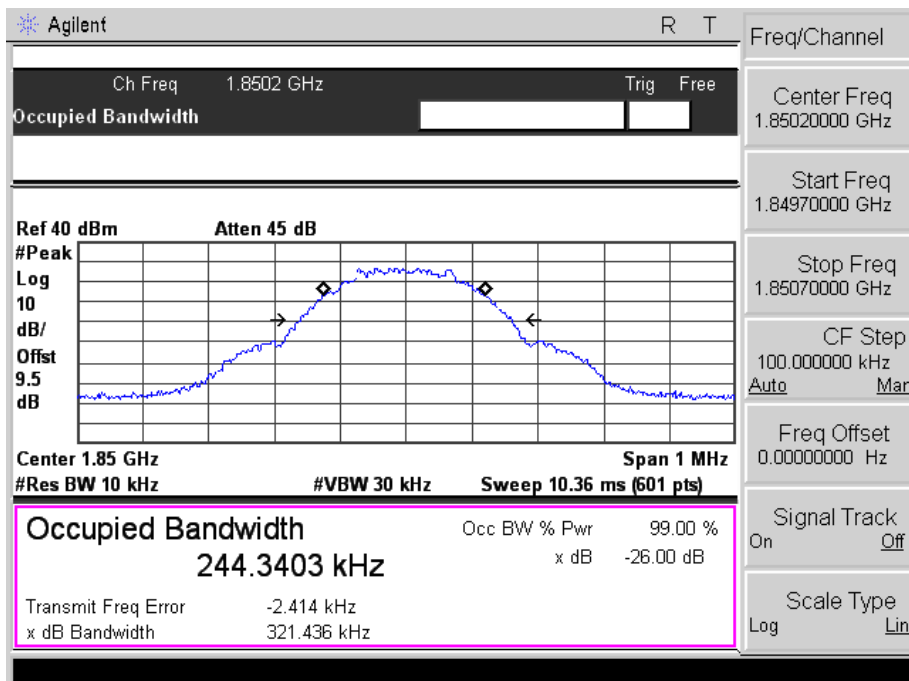 Agilent R T
Ch Freq 1.8502 GHz Trig Free
Occupied Bandwidth
Ref 40 dBm Atten 45 dB
#Peak
Log
10
dB/
Offst
9.5
dB
Center 1.85 GHz Span 1 MHz
#Res BW 10 kHz #VBW 30 kHz Sweep 10.36 ms (601 pts)
Occupied Bandwidth
244.3403 kHz
Occ BW % Pwr 99.00 %
x dB -26.00 dB
Transmit Freq Error -2.414 kHz
x dB Bandwidth 321.436 kHz
Freq/Channel
Center Freq
1.85020000 GHz
Start Freq
1.84970000 GHz
Stop Freq
1.85070000 GHz
CF Step
100.000000 kHz
Auto Man
Freq Offset
0.00000000 Hz
Signal Track
On Off
Scale Type
Log Lin